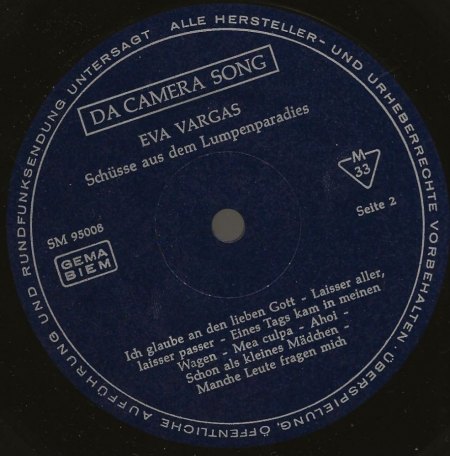 ALLE HERSTELLER- UND URHEBERRECHTE VORBEHALTEN · ÜBERSPIELUNG, ÖFFENTLICHE AUFFÜHRUNG UND RUNDFUNKSENDUNG UNTERSAGT
DA CAMERA SONG
EVA VARGAS
Schüsse aus dem Lumpenparadies
M
33
Seite 2
SM 95008
GEMA
BIEM
Ich glaube an den lieben Gott - Laisser aller,
laisser passer - Eines Tags kam in meinen
Wagen - Mea culpa - Ahoi -
Schon als kleines Mädchen -
Manche Leute fragen mich